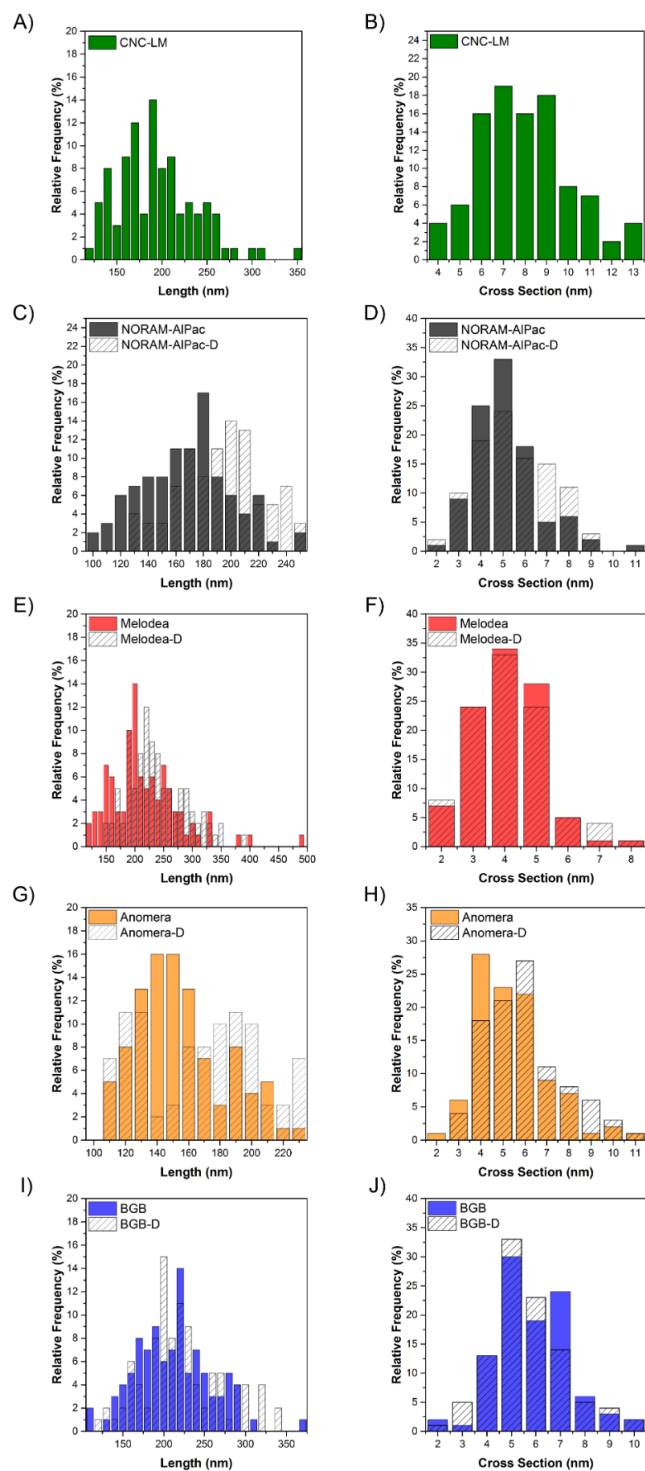 A)
CNC-LM
Relative Frequency (%)
20
18
16
14
12
10
8
6
4
2
0
150 200 250 300 350
Length (nm)
B)
CNC-LM
Relative Frequency (%)
24
22
20
18
16
14
12
10
8
6
4
2
0
4 5 6 7 8 9 10 11 12 13
Cross Section (nm)
C)
NORAM-AlPac
NORAM-AlPac-D
Relative Frequency (%)
24
22
20
18
16
14
12
10
8
6
4
2
0
100 120 140 160 180 200 220 240
Length (nm)
D)
NORAM-AlPac
NORAM-AlPac-D
Relative Frequency (%)
40
35
30
25
20
15
10
5
0
2 3 4 5 6 7 8 9 10 11
Cross Section (nm)
E)
Melodea
Melodea-D
Relative Frequency (%)
20
18
16
14
12
10
8
6
4
2
0
150 200 250 300 350 400 450 500
Length (nm)
F)
Melodea
Melodea-D
Relative Frequency (%)
40
35
30
25
20
15
10
5
0
2 3 4 5 6 7 8
Cross Section (nm)
G)
Anomera
Anomera-D
Relative Frequency (%)
20
18
16
14
12
10
8
6
4
2
0
100 120 140 160 180 200 220
Length (nm)
H)
Anomera
Anomera-D
Relative Frequency (%)
35
30
25
20
15
10
5
0
2 3 4 5 6 7 8 9 10 11
Cross Section (nm)
I)
BGB
BGB-D
Relative Frequency (%)
20
18
16
14
12
10
8
6
4
2
0
150 200 250 300 350
Length (nm)
J)
BGB
BGB-D
Relative Frequency (%)
40
35
30
25
20
15
10
5
0
2 3 4 5 6 7 8 9 10
Cross Section (nm)